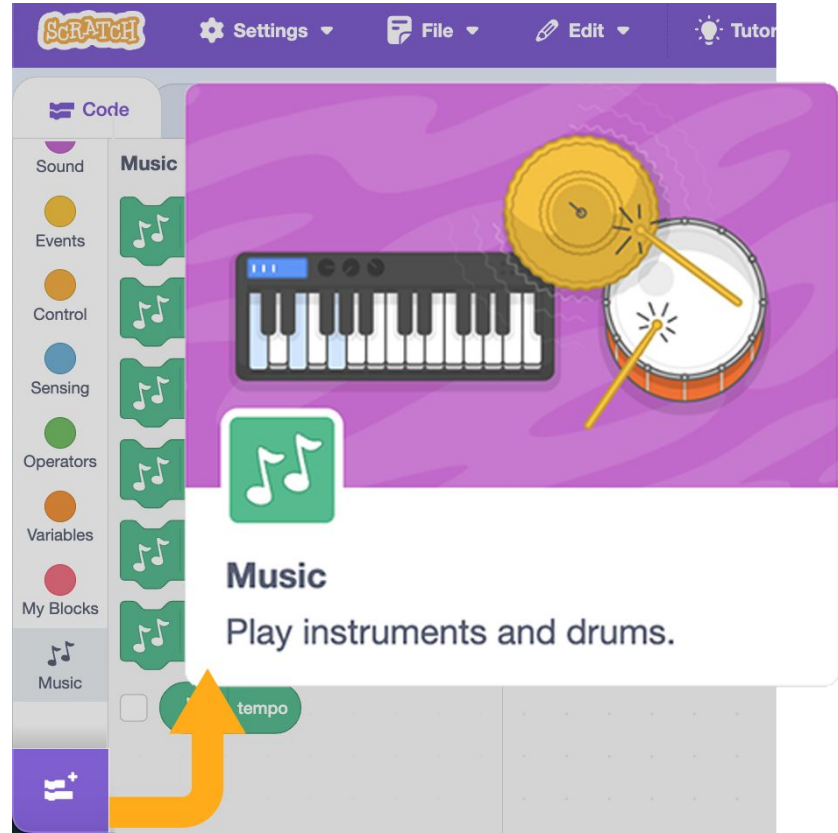 SCRATCH Settings File Edit
Code
Sound
Events
Control
Sensing
Operators
Variables
My Blocks
Music
Music
Music
Play instruments and drums.
tempo